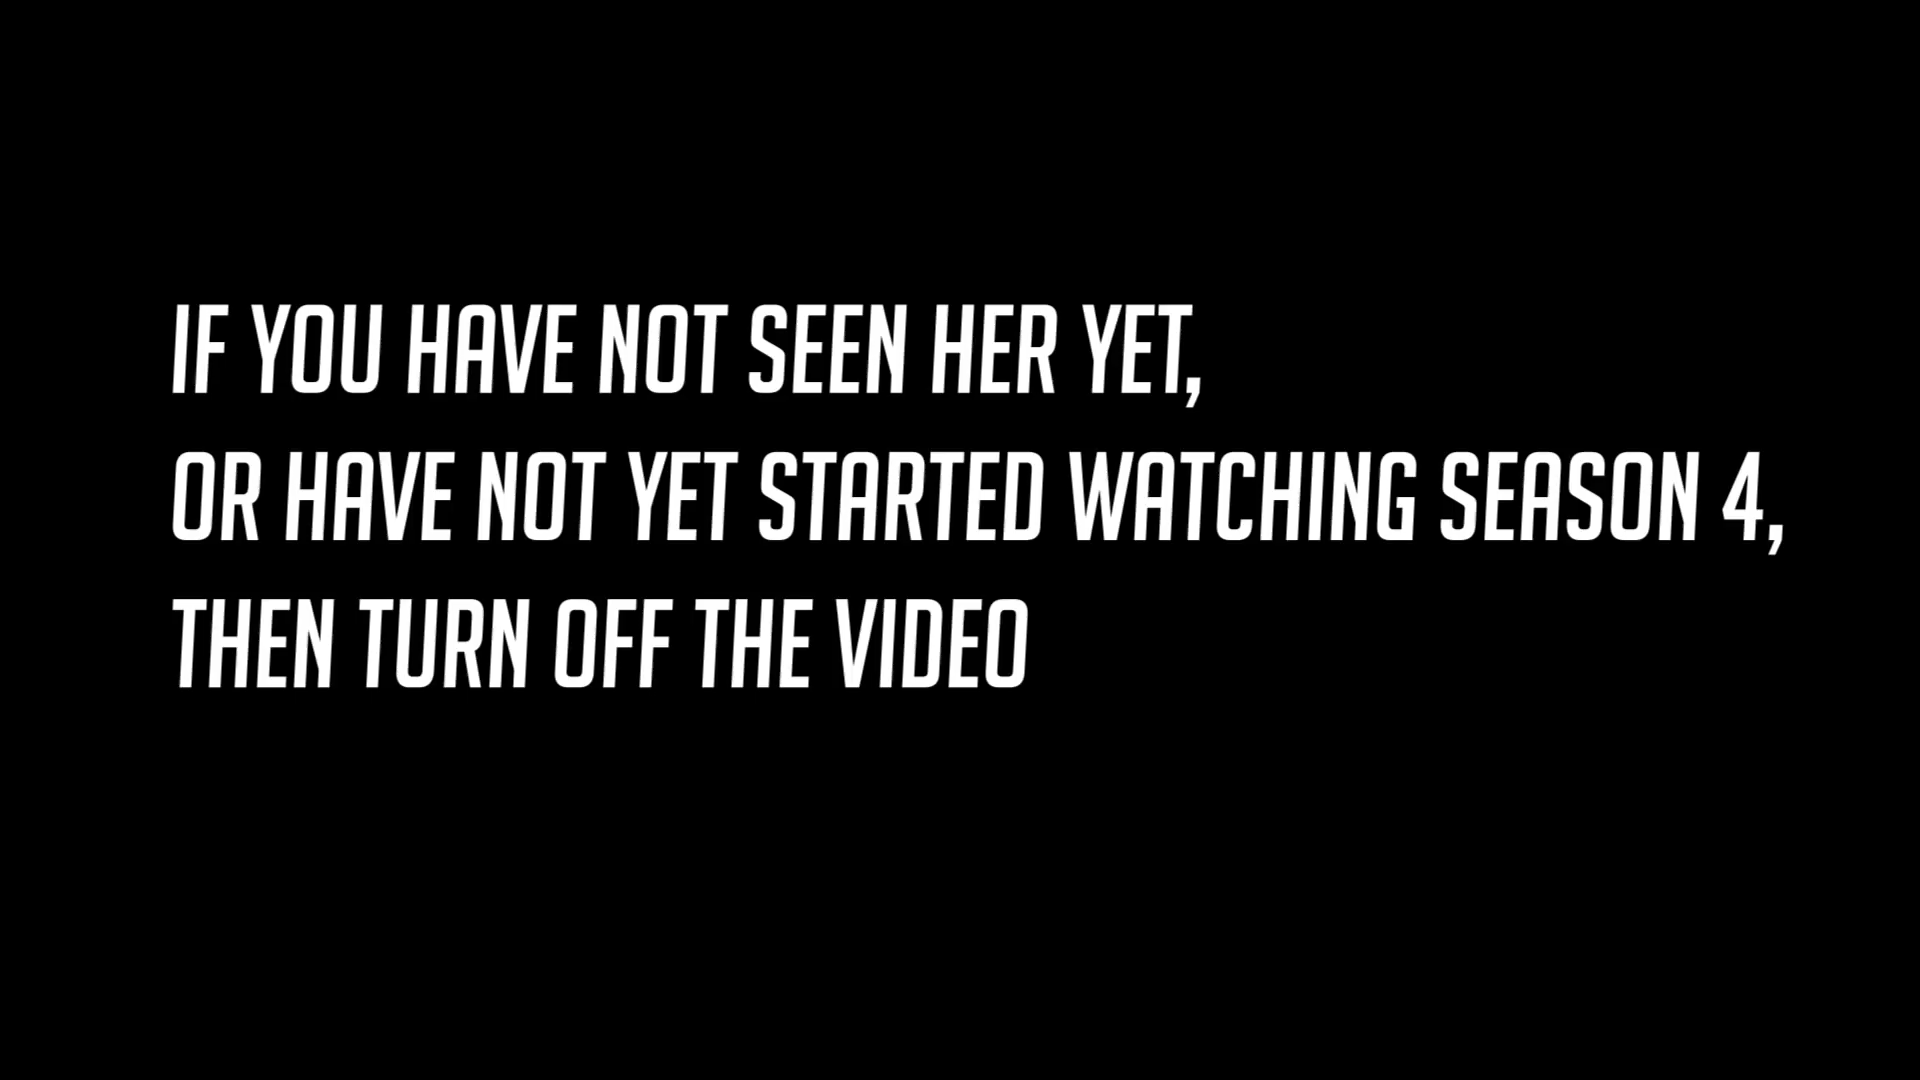 IF YOU HAVE NOT SEEN HER YET,
OR HAVE NOT YET STARTED WATCHING SEASON 4,
THEN TURN OFF THE VIDEO